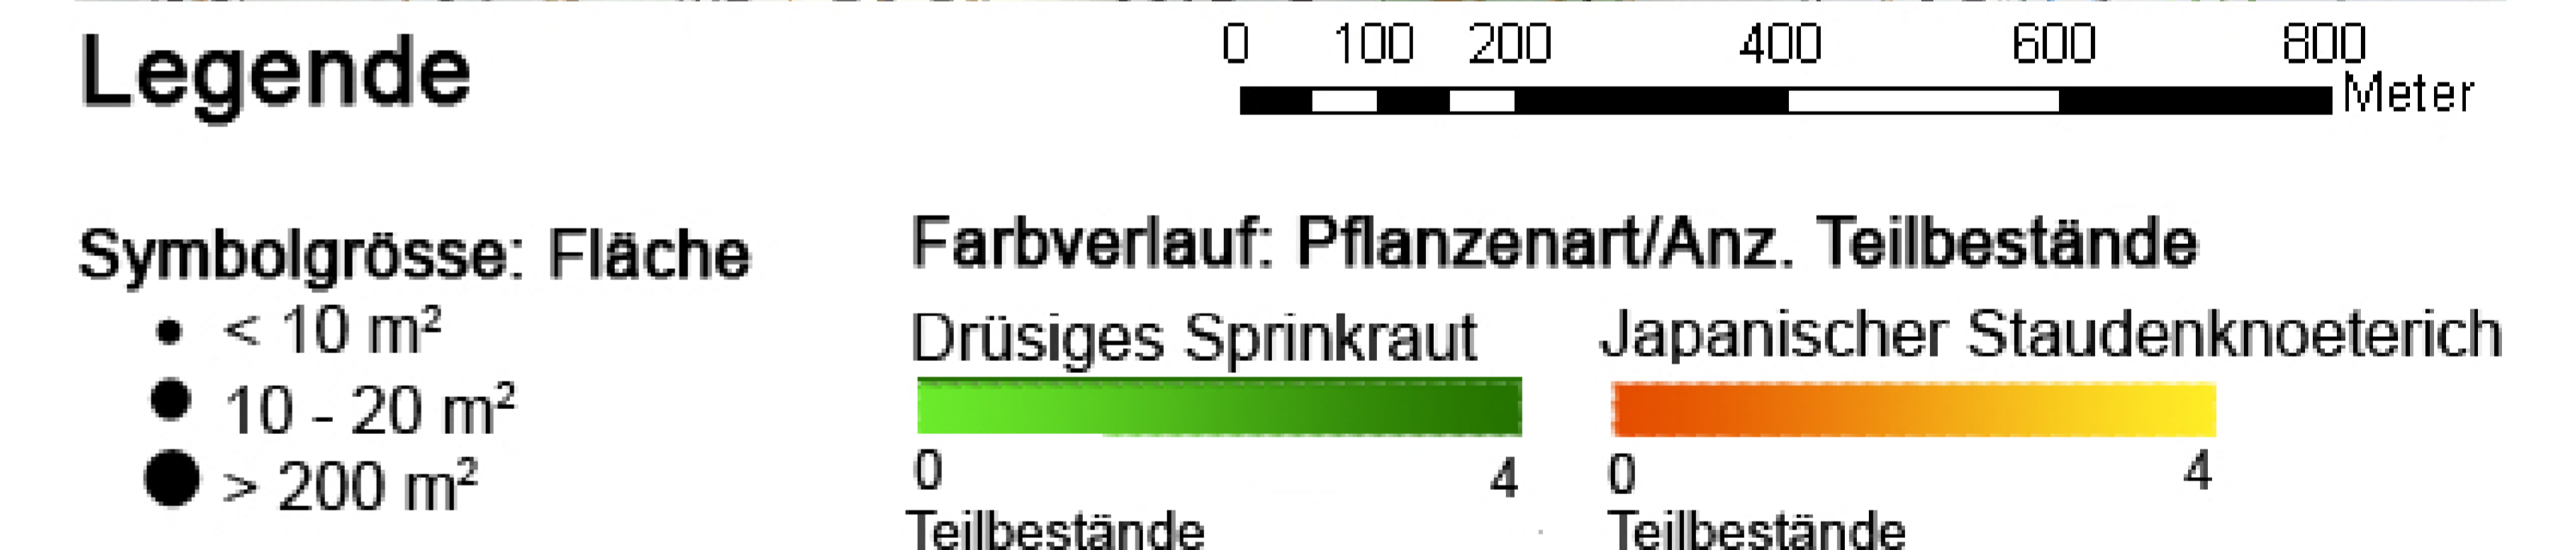 Legende
0 100 200 400 600 800
Meter
Symbolgrösse: Fläche
< 10 m²
10 - 20 m²
> 200 m²
Farbverlauf: Pflanzenart/Anz. Teilbestände
Drüsiges Sprinkraut
0 4
Teilbestände
Japanischer Staudenknoeterich
0 4
Teilbestände